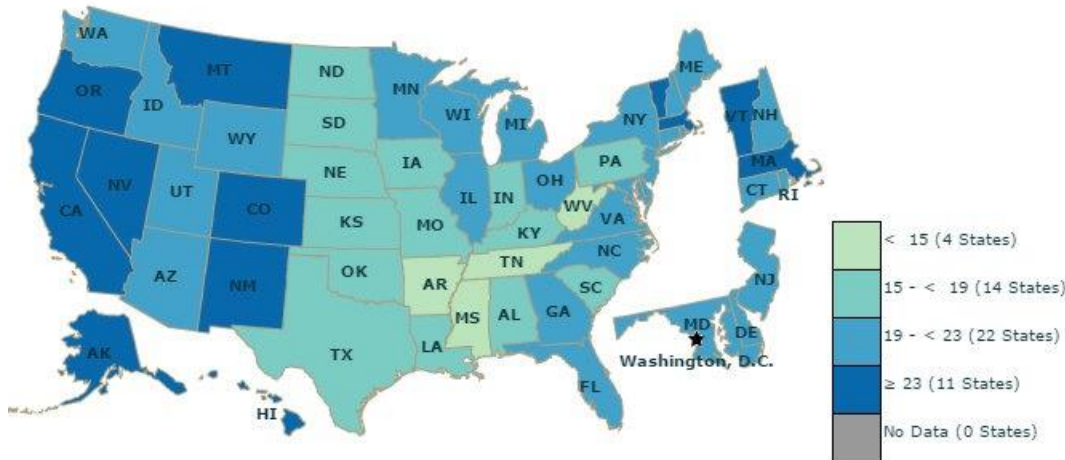 WA
MT
ND
MN
ME
OR
ID
SD
WI
MI
NY
VT
NH
WY
MA
NE
IA
PA
CT
RI
NV
UT
CO
IL
IN
OH
WV
VA
CA
KS
MO
KY
NC
AZ
NM
OK
AR
TN
SC
NJ
MS
AL
GA
MD
DE
TX
LA
Washington, D.C.
AK
FL
HI
< 15 (4 States)
15 - < 19 (14 States)
19 - < 23 (22 States)
≥ 23 (11 States)
No Data (0 States)